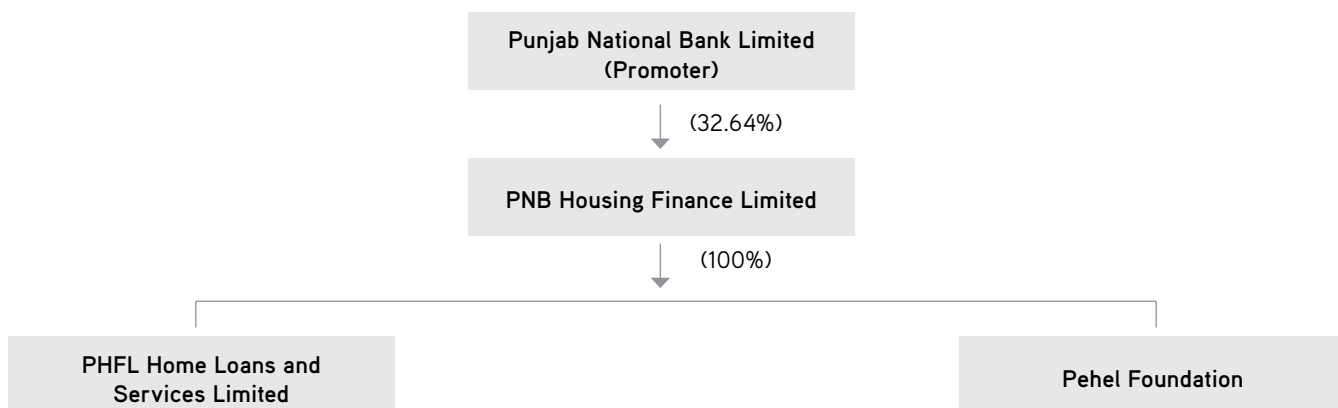 Punjab National Bank Limited
(Promoter)
(32.64%)
PNB Housing Finance Limited
(100%)
PHFL Home Loans and
Services Limited
Pehel Foundation